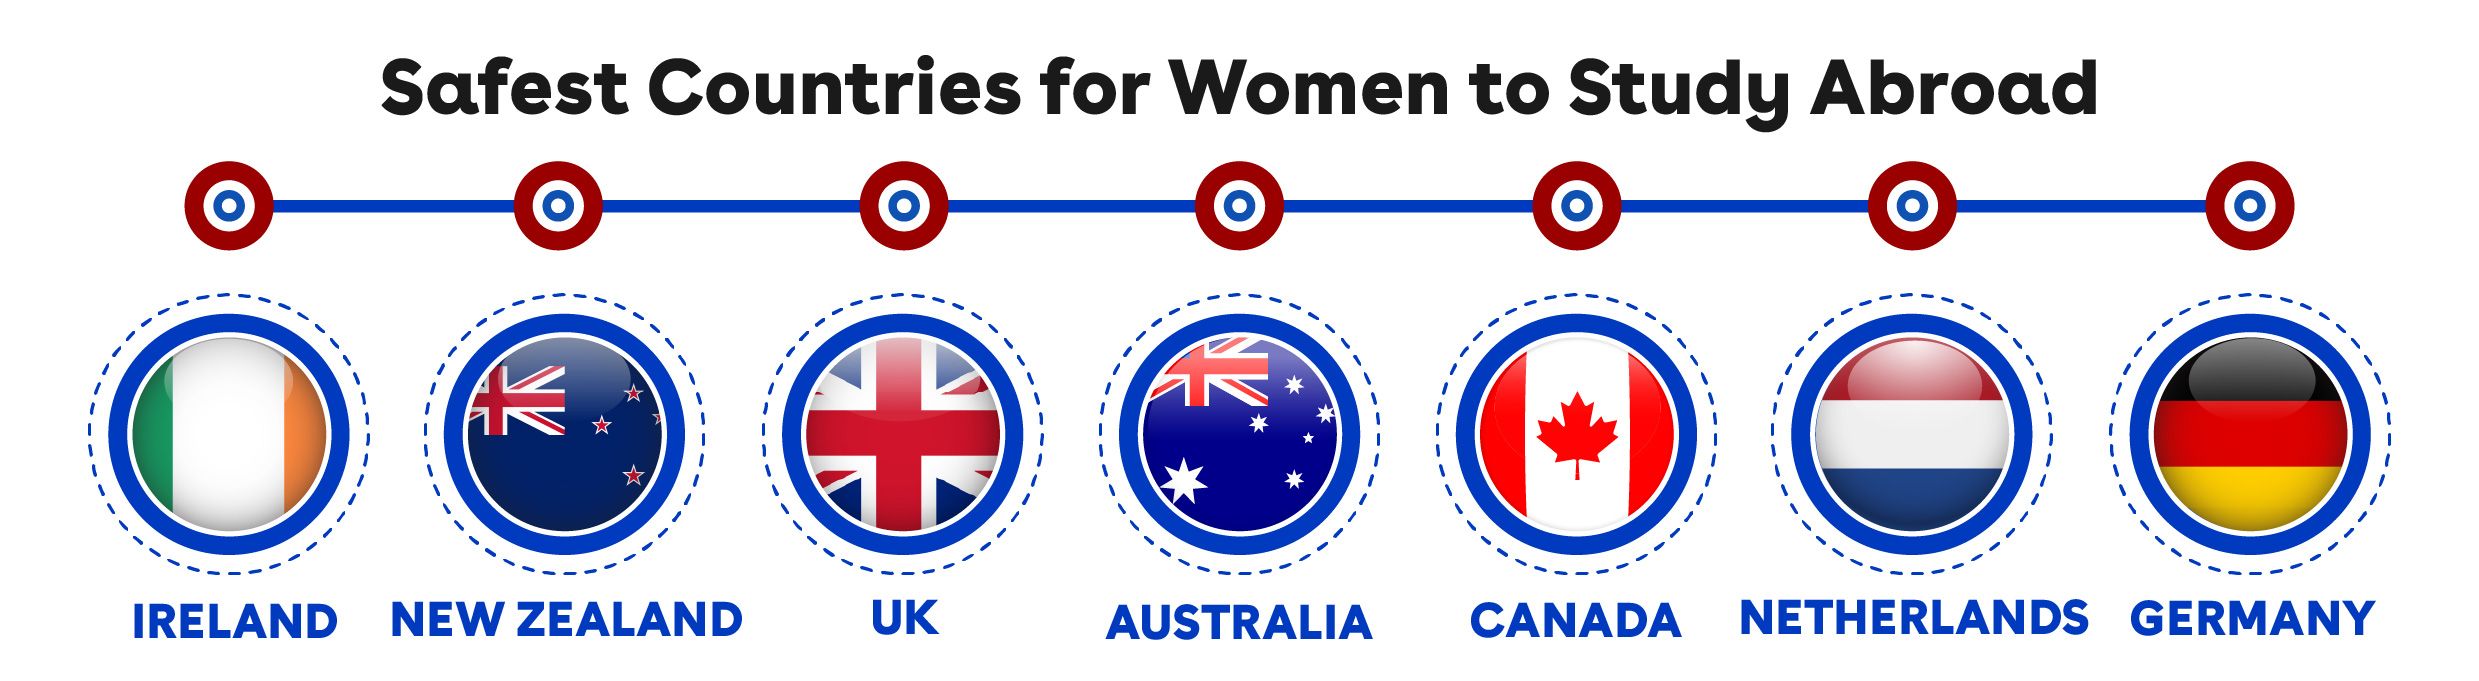 Safest Countries for Women to Study Abroad
IRELAND
NEW ZEALAND
UK
AUSTRALIA
CANADA
NETHERLANDS
GERMANY